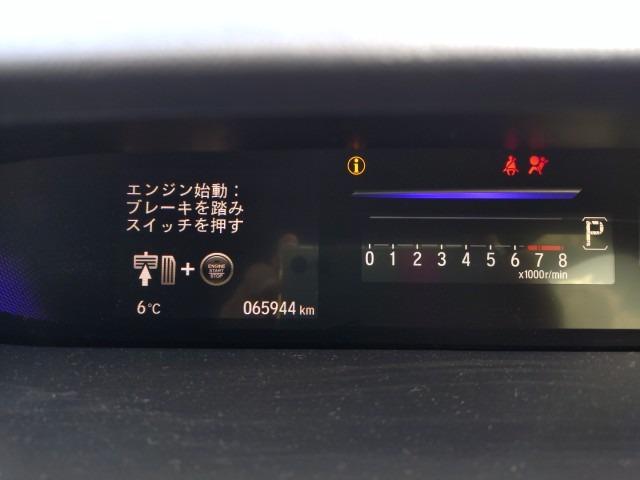 エンジン始動：
ブレーキを踏み
スイッチを押す
+
ENGINE
START
STOP
6°C
065944 km
i
P
0 1 2 3 4 5 6 7 8
x1000r/min